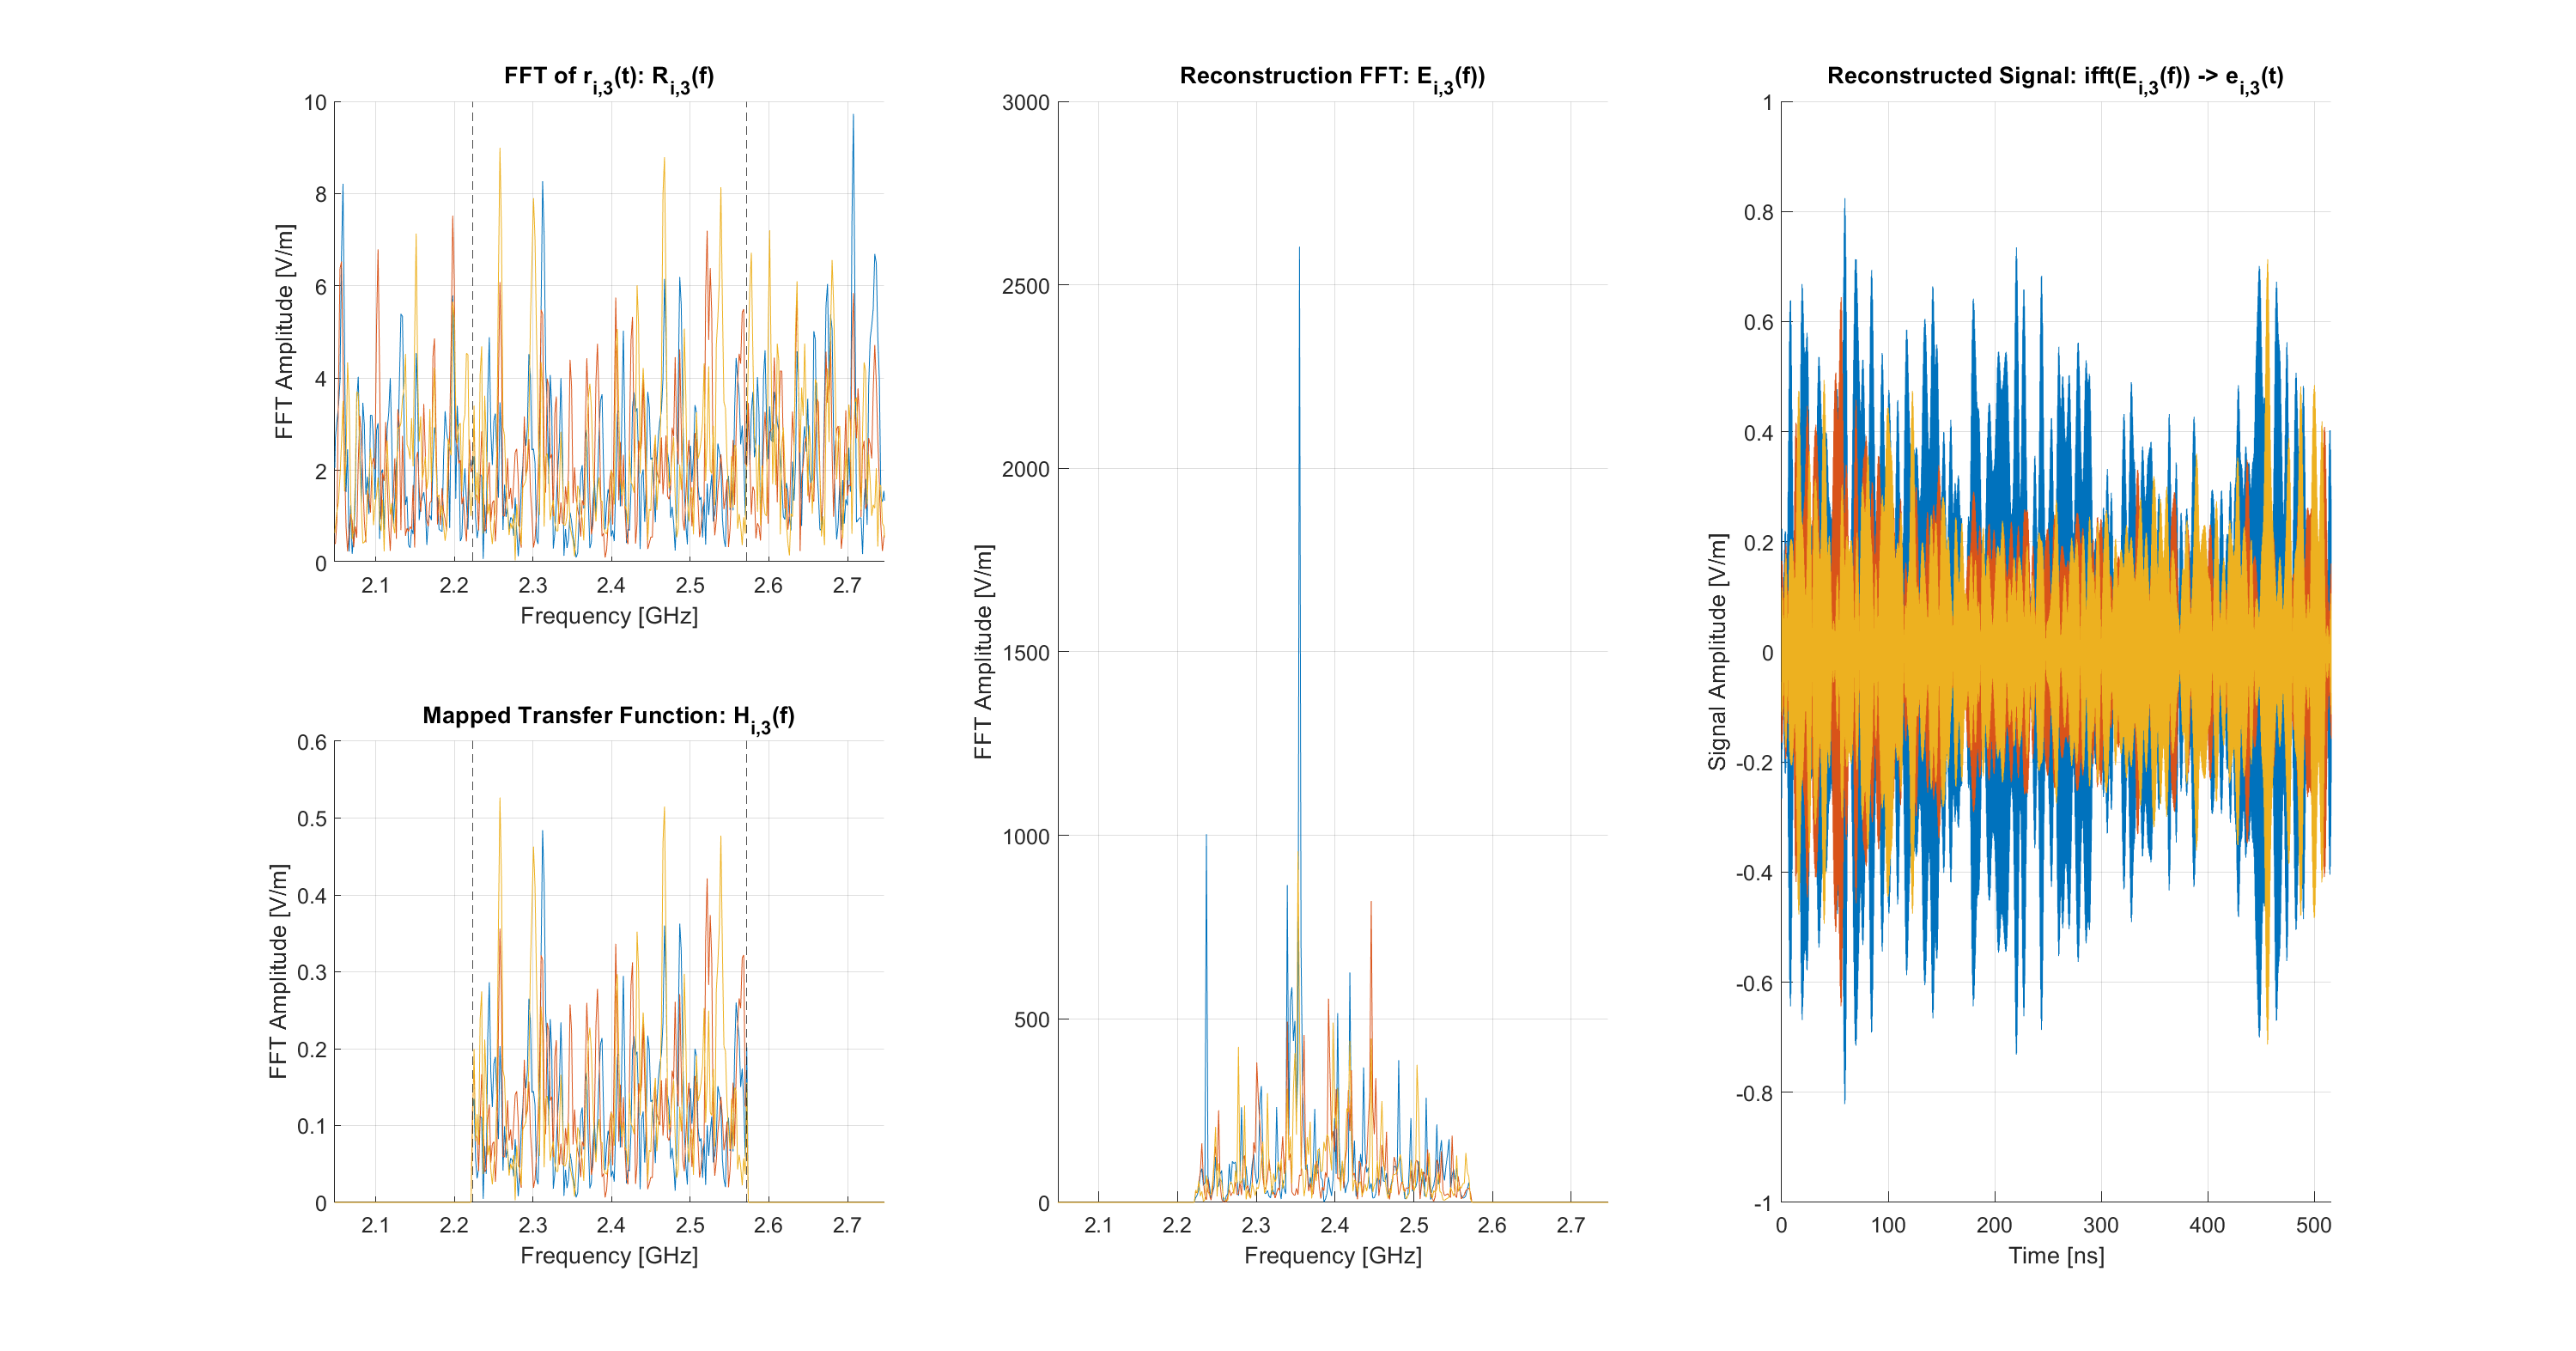 FFT of ri,3(t): Ri,3(f)
10
8
6
4
2
0
FFT Amplitude [V/m]
2.1 2.2 2.3 2.4 2.5 2.6 2.7
Frequency [GHz]
Mapped Transfer Function: Hi,3(f)
0.6
0.5
0.4
0.3
0.2
0.1
0
FFT Amplitude [V/m]
2.1 2.2 2.3 2.4 2.5 2.6 2.7
Frequency [GHz]
Reconstruction FFT: Ei,3(f))
3000
2500
2000
1500
1000
500
0
FFT Amplitude [V/m]
2.1 2.2 2.3 2.4 2.5 2.6 2.7
Frequency [GHz]
Reconstructed Signal: ifft(Ei,3(f)) -> ei,3(t)
1
0.8
0.6
0.4
0.2
0
-0.2
-0.4
-0.6
-0.8
-1
Signal Amplitude [V/m]
0 100 200 300 400 500
Time [ns]